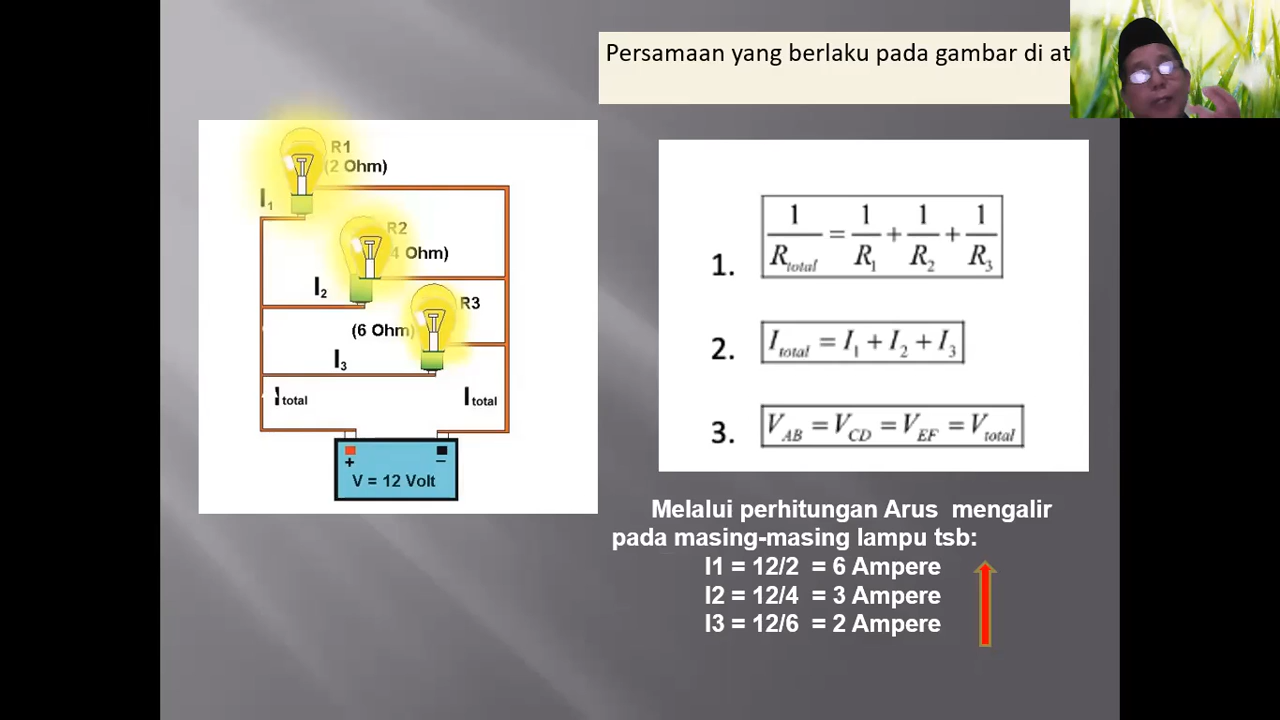 Persamaan yang berlaku pada gambar di at
R1
(2 Ohm)
I1
R2
4 Ohm)
I2
R3
(6 Ohm)
I3
I total
I total
+ –
V = 12 Volt
1. 1/Rtotal = 1/R1 + 1/R2 + 1/R3
2. Itotal = I1 + I2 + I3
3. VAB = VCD = VEF = Vtotal
Melalui perhitungan Arus mengalir
pada masing-masing lampu tsb:
I1 = 12/2 = 6 Ampere
I2 = 12/4 = 3 Ampere
I3 = 12/6 = 2 Ampere